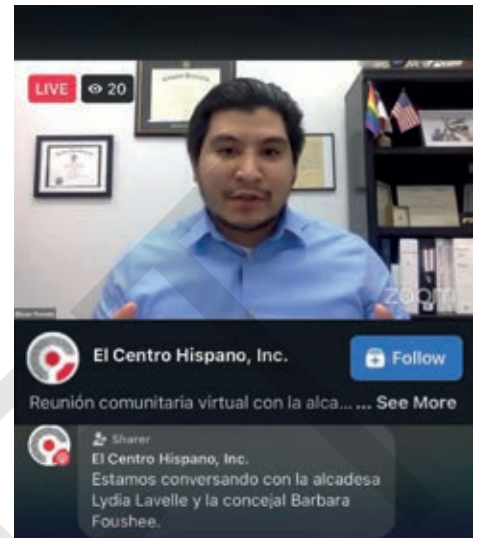 LIVE 20
zoom
El Centro Hispano, Inc.
Follow
Reunión comunitaria virtual con la alca... ... See More
Sharer
El Centro Hispano, Inc.
Estamos conversando con la alcadesa
Lydia Lavelle y la concejal Barbara
Foushee.